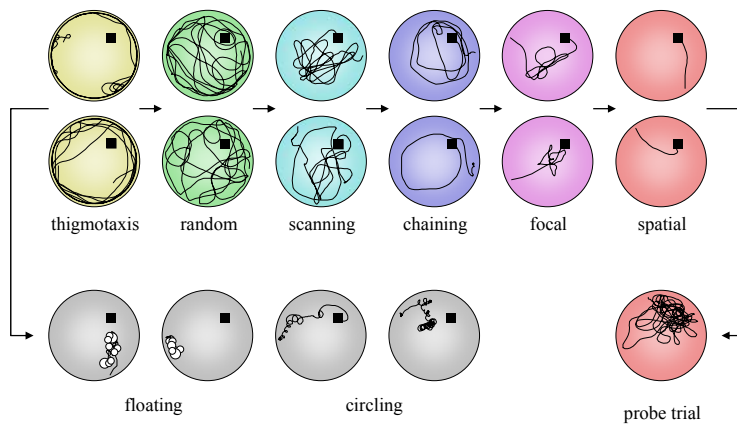 thigmotaxis
random
scanning
chaining
focal
spatial
floating
circling
probe trial